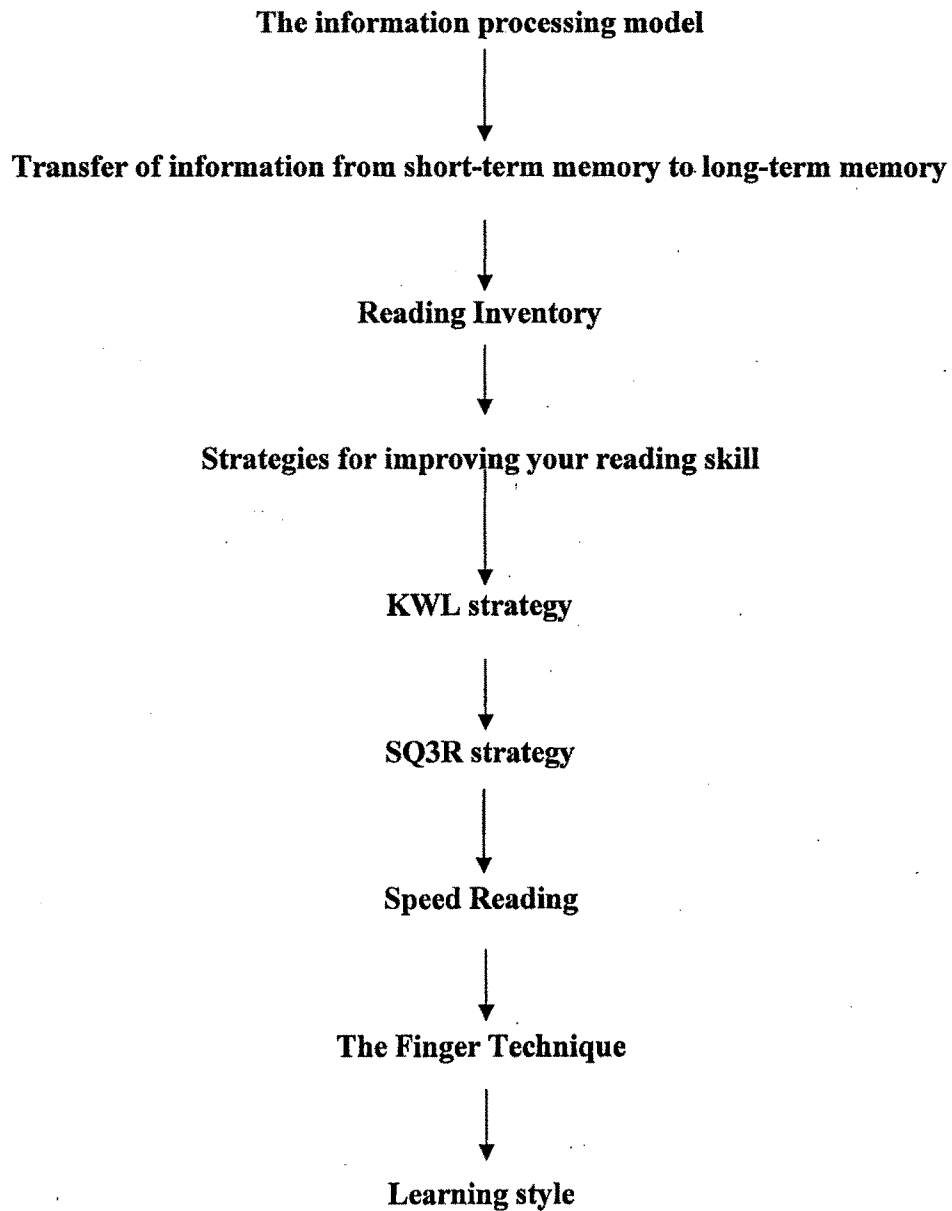 The information processing model
Transfer of information from short-term memory to long-term memory
Reading Inventory
Strategies for improving your reading skill
KWL strategy
SQ3R strategy
Speed Reading
The Finger Technique
Learning style